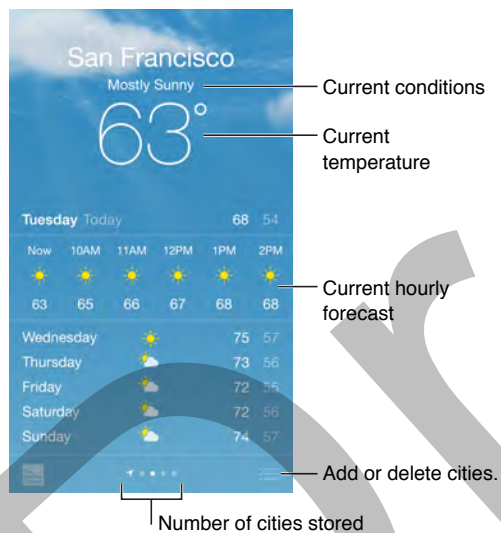 San Francisco
Mostly Sunny
63°
Current conditions
Current
temperature
Tuesday Today 68 54
Now 10AM 11AM 12PM 1PM 2PM
63 65 66 67 68 68
Current hourly
forecast
Wednesday 75 57
Thursday 73 56
Friday 72 55
Saturday 72 56
Sunday 74 57
Add or delete cities.
Number of cities stored